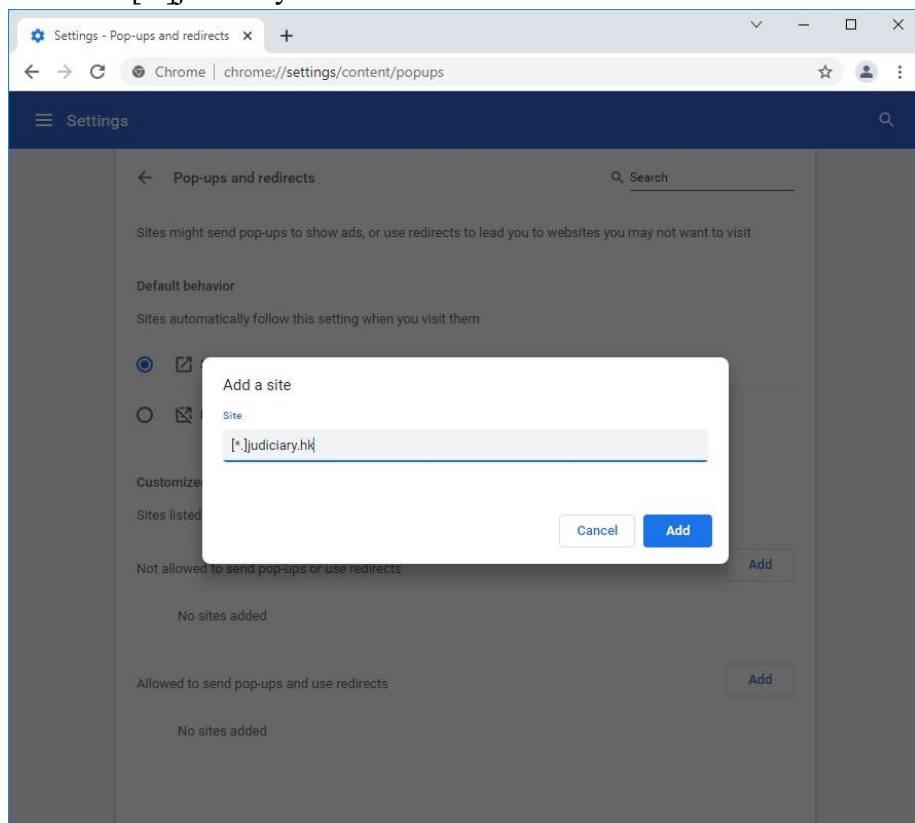 Settings - Pop-ups and redirects
Chrome | chrome://settings/content/popups
Settings
Pop-ups and redirects
Search
Sites might send pop-ups to show ads, or use redirects to lead you to websites you may not want to visit
Default behavior
Sites automatically follow this setting when you visit them
Add a site
Site
[*.]judiciary.hk
Sites listed
Cancel
Add
Not allowed to send pop-ups or use redirects
Add
No sites added
Allowed to send pop-ups and use redirects
Add
No sites added